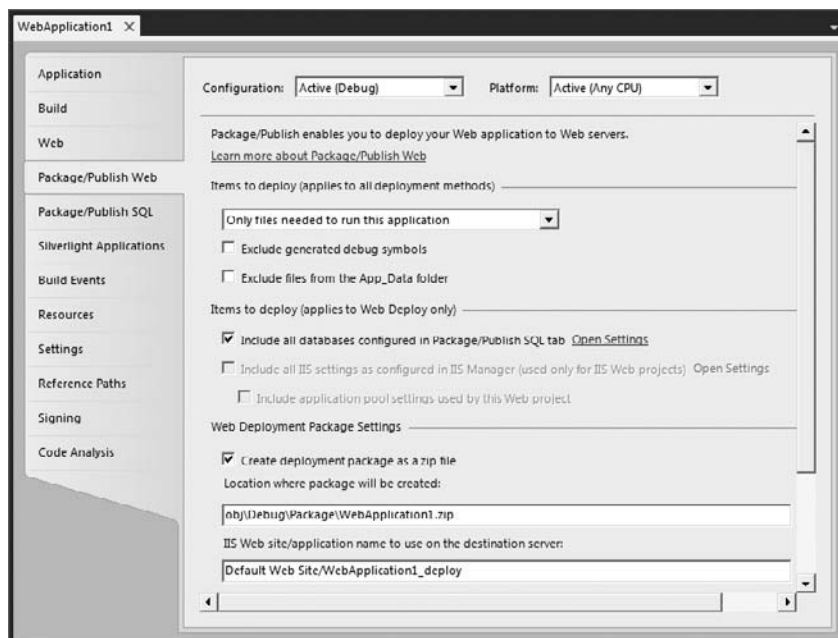 WebApplication1 X
Application
Build
Web
Package/Publish Web
Package/Publish SQL
Silverlight Applications
Build Events
Resources
Settings
Reference Paths
Signing
Code Analysis
Configuration: Active (Debug) Platform: Active (Any CPU)
Package/Publish enables you to deploy your Web application to Web servers.
Learn more about Package/Publish Web
Items to deploy (applies to all deployment methods)
Only files needed to run this application
Exclude generated debug symbols
Exclude files from the App_Data folder
Items to deploy (applies to Web Deploy only)
Include all databases configured in Package/Publish SQL tab Open Settings
Include all IIS settings as configured in IIS Manager (used only for IIS Web projects) Open Settings
Include application pool settings used by this Web project
Web Deployment Package Settings
Create deployment package as a zip file
Location where package will be created:
obj\Debug\Package\WebApplication1.zip
IIS Web site/application name to use on the destination server:
Default Web Site/WebApplication1_deploy